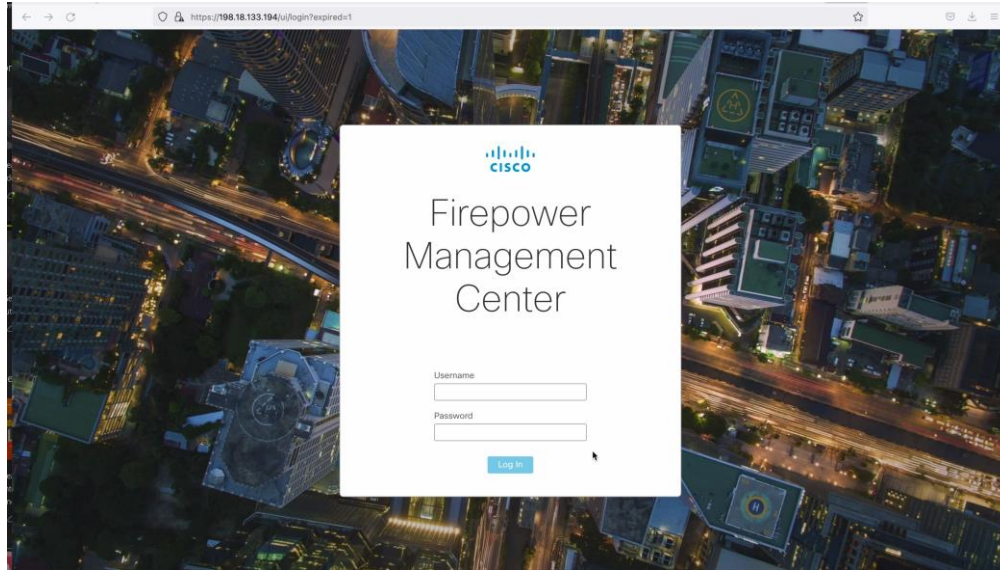 https://198.18.133.194/ui/login?expired=1
CISCO
Firepower
Management
Center
Username
Password
Log In
H